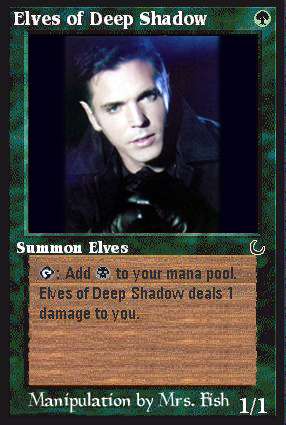 Elves of Deep Shadow
Summon Elves
: Add to your mana pool.
Elves of Deep Shadow deals 1
damage to you.
Manipulation by Mrs. Fish
1/1